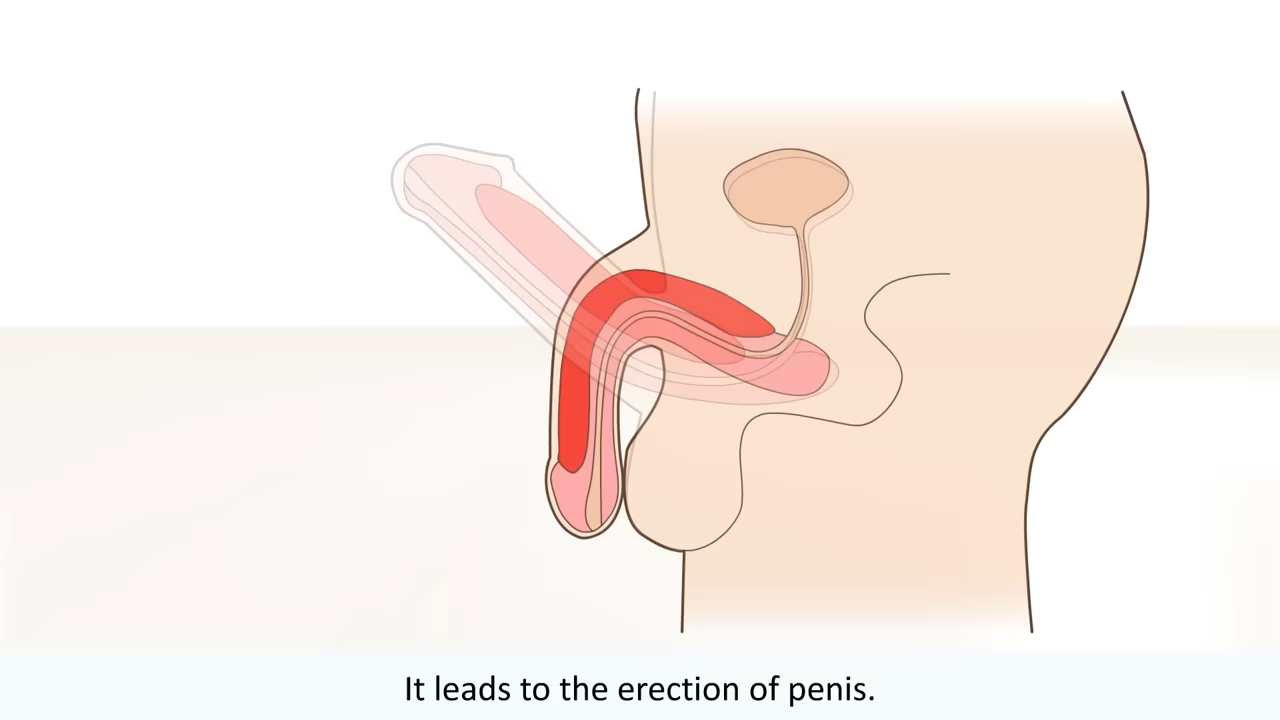 It leads to the erection of penis.